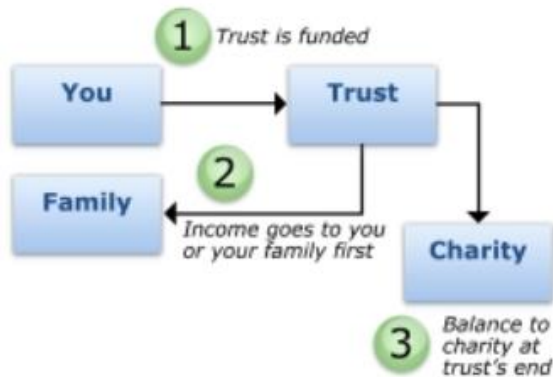 1 Trust is funded
You
Trust
2
Family
Income goes to you
or your family first
Charity
3
Balance to
charity at
trust's end